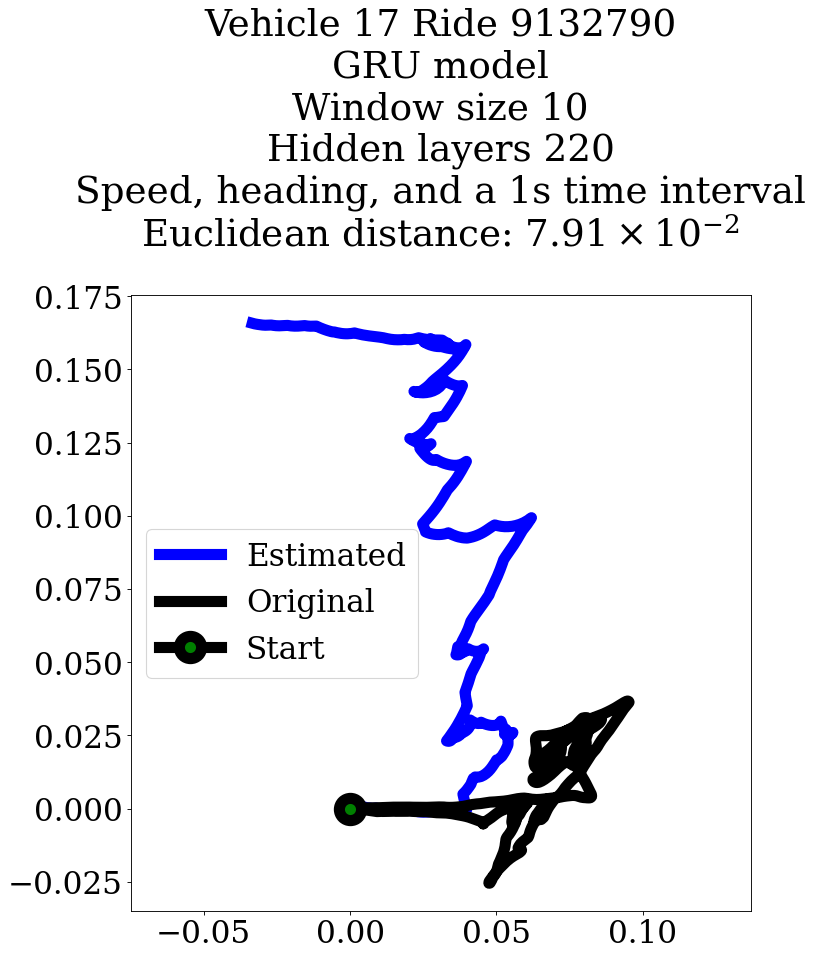 Vehicle 17 Ride 9132790
GRU model
Window size 10
Hidden layers 220
Speed, heading, and a 1s time interval
Euclidean distance: 7.91 × 10⁻²
0.175
0.150
0.125
0.100
0.075
0.050
0.025
0.000
−0.025
Estimated
Original
Start
−0.05
0.00
0.05
0.10